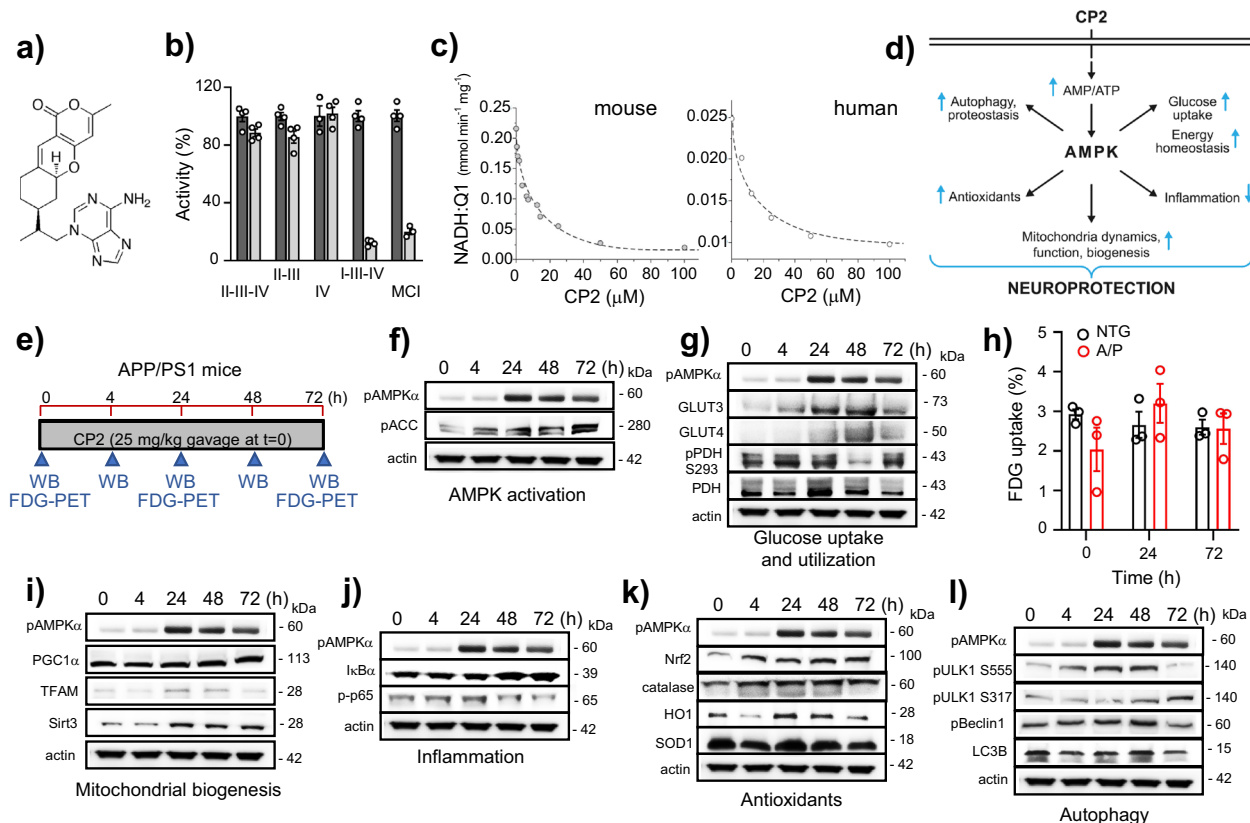 a)
O
O
O
H
N
N
N
N
NH₂
b)
Activity (%)
120
80
40
0
II-III-IV
II-III
IV
I-III-IV
MCI
c)
NADH:Q1 (mmol min⁻¹ mg⁻¹)
mouse
0.25
0.20
0.15
0.10
0.05
0
0 20 40 60 80 100
CP2 (μM)
human
0.025
0.020
0.01
0 20 40 60 80 100
CP2 (μM)
d)
CP2
AMP/ATP
Autophagy,
proteostasis
Glucose
uptake
Energy
homeostasis
AMPK
Antioxidants
Inflammation
Mitochondria dynamics,
function, biogenesis
NEUROPROTECTION
e)
APP/PS1 mice
0 4 24 48 72 (h)
CP2 (25 mg/kg gavage at t=0)
WB WB WB WB WB
FDG-PET FDG-PET FDG-PET
f)
0 4 24 48 72 (h)
kDa
pAMPKα - 60
pACC - 280
actin - 42
AMPK activation
g)
0 4 24 48 72 (h)
kDa
pAMPKα - 60
GLUT3 - 73
GLUT4 - 50
pPDH
S293
- 43
PDH - 43
actin - 42
Glucose uptake
and utilization
h)
NTG
A/P
FDG uptake (%)
5
4
3
2
1
0
0 24 72
Time (h)
i)
0 4 24 48 72 (h)
kDa
pAMPKα - 60
PGC1α - 113
TFAM - 28
Sirt3 - 28
actin - 42
Mitochondrial biogenesis
j)
0 4 24 48 72 (h)
kDa
pAMPKα - 60
IκBα - 39
p-p65 - 65
actin - 42
Inflammation
k)
0 4 24 48 72 (h)
kDa
pAMPKα - 60
Nrf2 - 100
catalase - 60
HO1 - 28
SOD1 - 18
actin - 42
Antioxidants
l)
0 4 24 48 72 (h)
kDa
pAMPKα - 60
pULK1 S555 - 140
pULK1 S317 - 140
pBeclin1 - 60
LC3B - 15
actin - 42
Autophagy